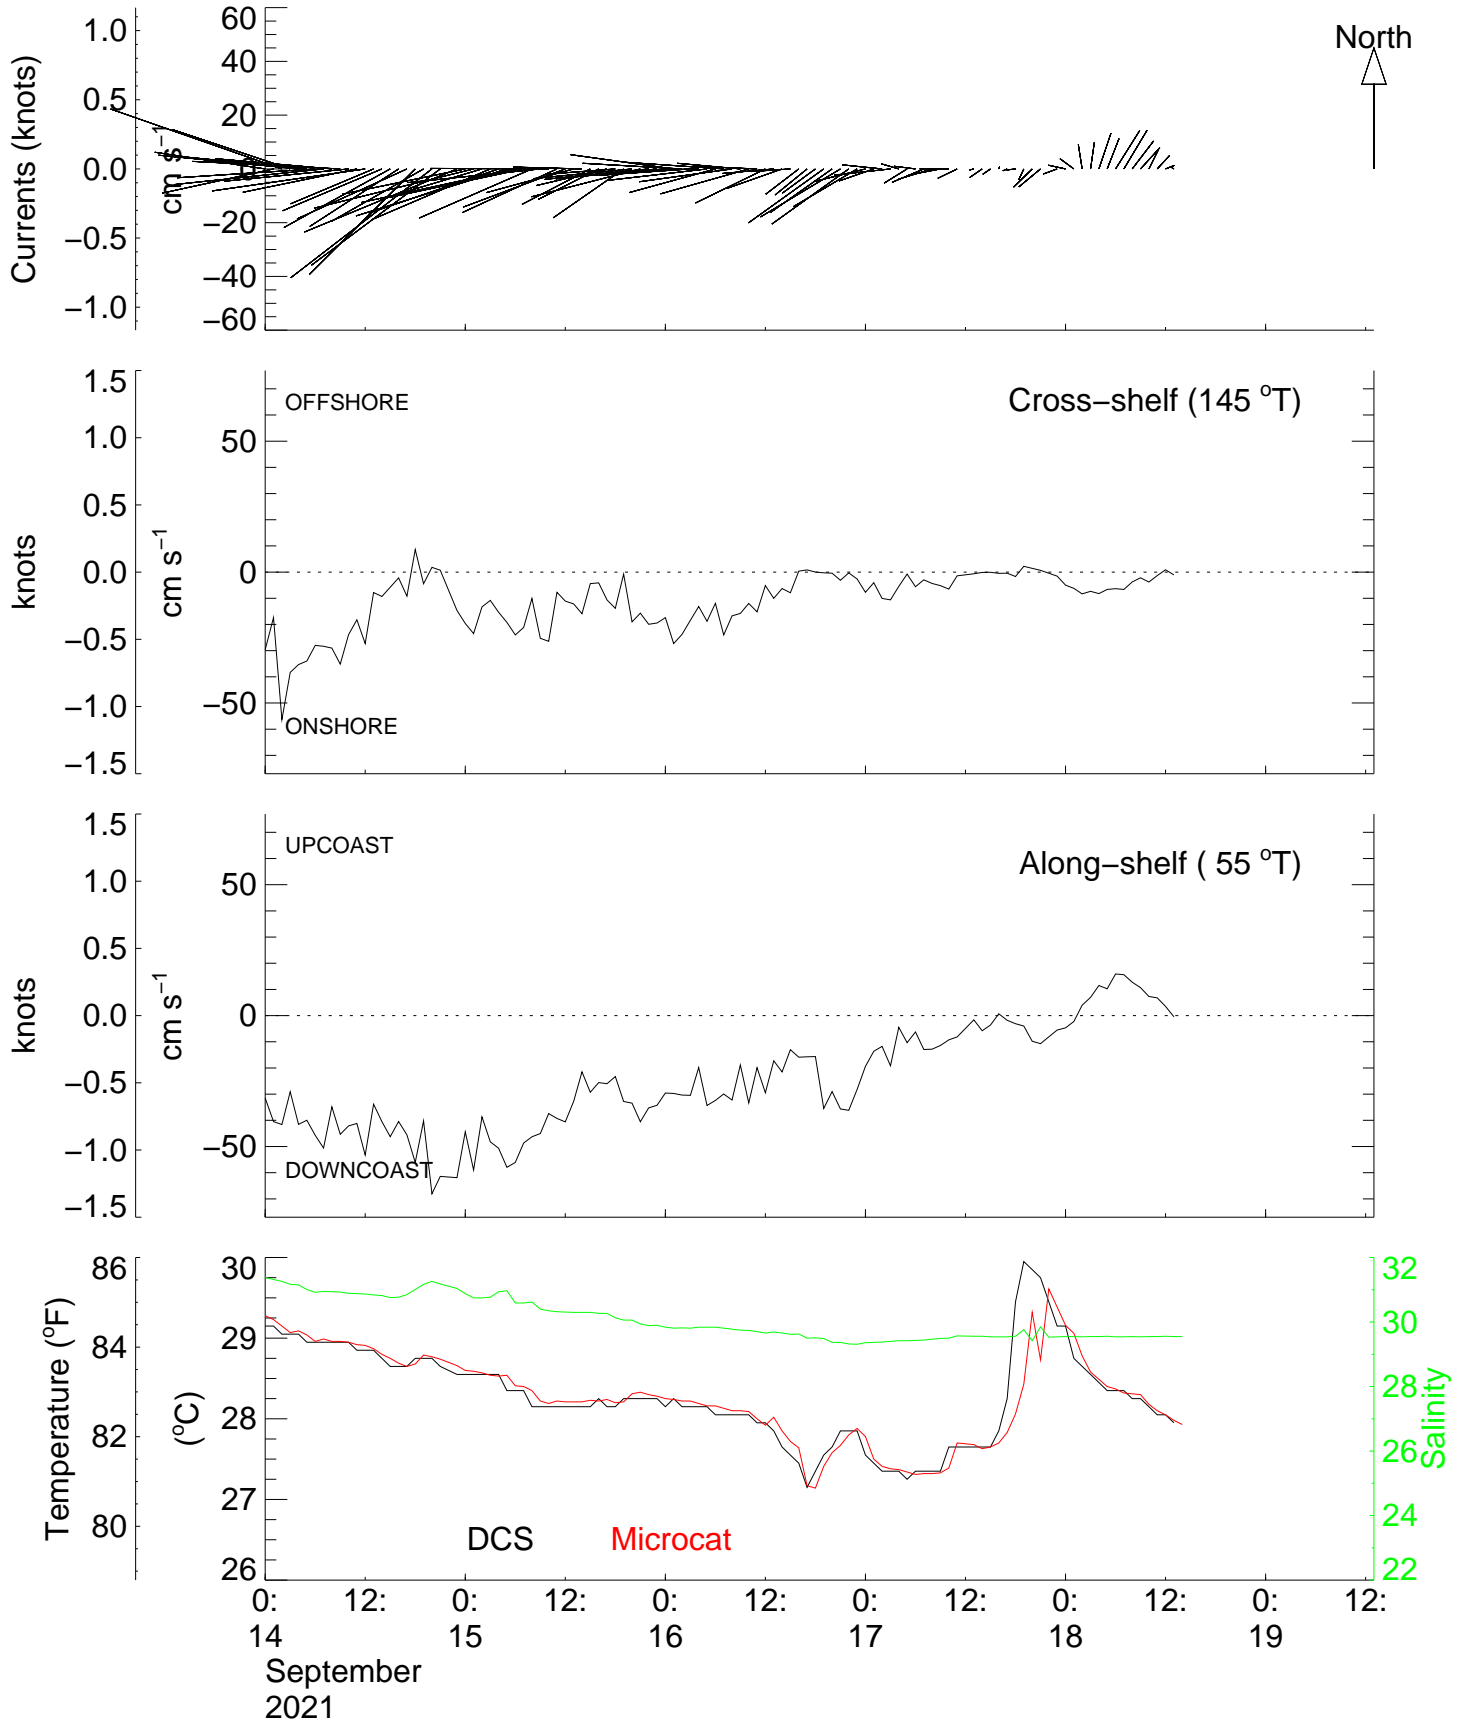 North
Currents (knots)
1.0
0.5
0.0
−0.5
−1.0
cm s−1
60
40
20
0
−20
−40
−60
Cross−shelf (145 oT)
OFFSHORE
ONSHORE
knots
1.5
1.0
0.5
0.0
−0.5
−1.0
−1.5
cm s−1
50
0
−50
Along−shelf ( 55 oT)
UPCOAST
DOWNCOAST
knots
1.5
1.0
0.5
0.0
−0.5
−1.0
−1.5
cm s−1
50
0
−50
Temperature (oF)
86
84
82
80
(oC)
30
29
28
27
26
DCS Microcat
Salinity
32
30
28
26
24
22
0: 12: 0: 12: 0: 12: 0: 12: 0: 12: 0: 12:
14 15 16 17 18 19
September
2021